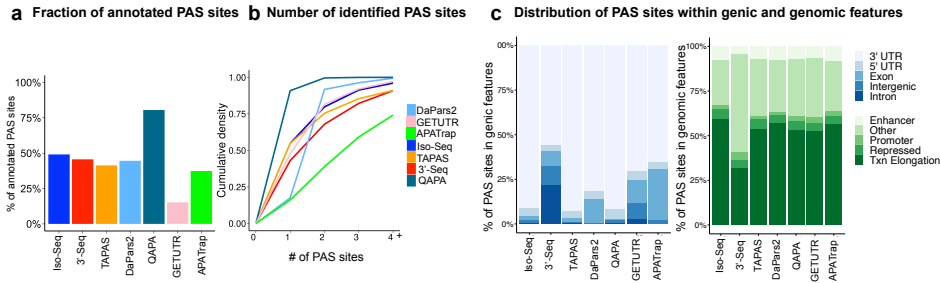 a Fraction of annotated PAS sites
% of annotated PAS sites
100%
75%
50%
25%
0%
Iso-Seq
3'-Seq
TAPAS
DaPars2
QAPA
GETUTR
APATrap
b Number of identified PAS sites
Cumulative density
1.00
0.75
0.50
0.25
0.0
0
1
2
3
4 +
# of PAS sites
DaPars2
GETUTR
APATrap
Iso-Seq
TAPAS
3'-Seq
QAPA
c Distribution of PAS sites within genic and genomic features
% of PAS sites in genic features
00%
75%
50%
25%
0%
Iso-Seq
3'-Seq
TAPAS
DaPars2
QAPA
GETUTR
APATrap
% of PAS sites in genomic features
100%
75%
50%
25%
0%
Iso-Seq
3'-Seq
TAPAS
DaPars2
QAPA
GETUTR
APATrap
3' UTR
5' UTR
Exon
Intergenic
Intron
Enhancer
Other
Promoter
Repressed
Txn Elongation